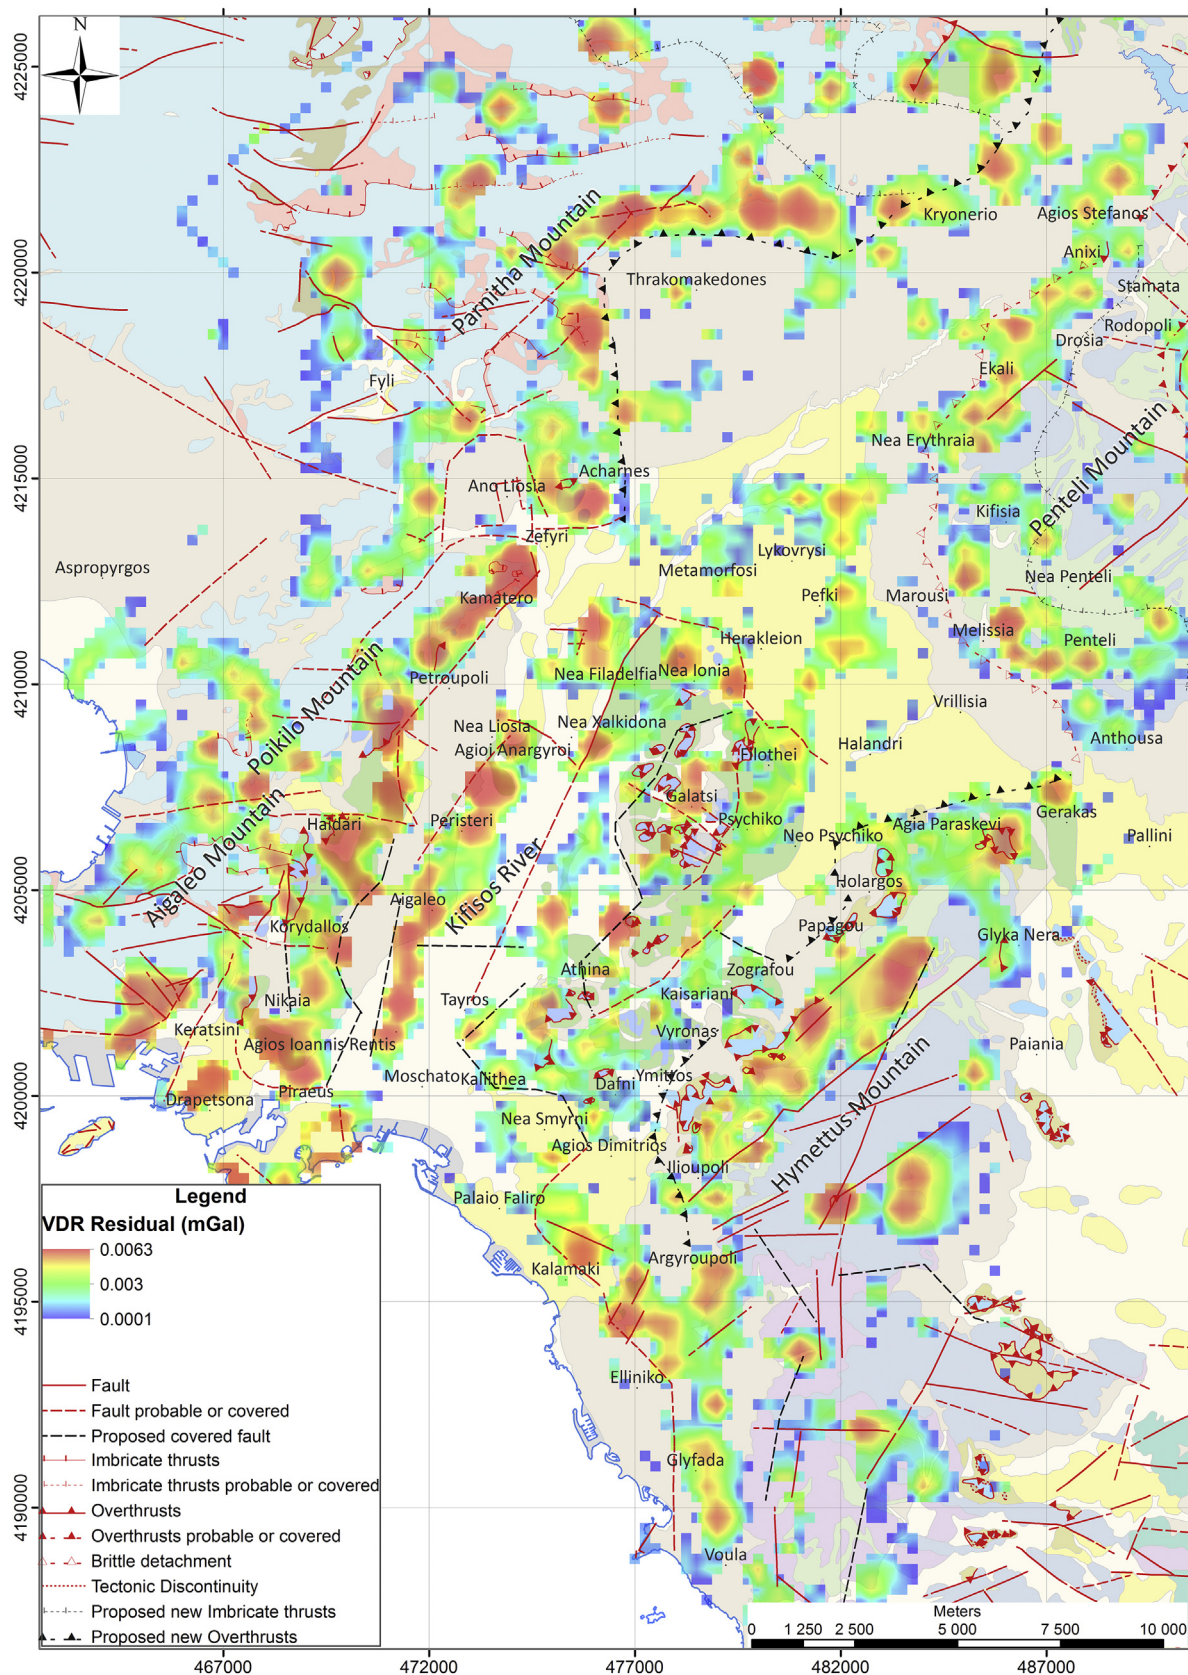 N
4225000
4220000
4215000
4210000
4205000
4200000
4195000
4190000
Kryonerio
Agios Stefanos
Parnitha Mountain
Anixi
Thrakomakedones
Stamata
Rodopoli
Drosia
Fyli
Ekali
Nea Erythraia
Penteli Mountain
Acharnes
Ano Liosia
Kifisia
Zefyri
Lykovrysi
Aspropyrgos
Metamorfosi
Nea Penteli
Kamatero
Pefki
Marousi
Melissia
Herakleion
Penteli
Poikilo Mountain
Petroupoli
Nea Filadelfia
Nea Ionia
Vrillisia
Nea Liosia
Nea Xalkidona
Agioi Anargyroi
Filothei
Halandri
Anthousa
Aigaleo Mountain
Galatsi
Haidari
Peristeri
Psychiko
Neo Psychiko
Agia Paraskevi
Gerakas
Pallini
Kifisos River
Aigaleo
Holargos
Korydallos
Papagou
Glyka Nera
Athina
Zografou
Nikaia
Tayros
Kaisariani
Keratsini
Vyronas
Agios Ioannis Rentis
Paiania
Moschato
Kallithea
Dafni
Ymittos
Drapetsona
Piraeus
Nea Smyrni
Hymettus Mountain
Agios Dimitrios
Ilioupoli
Palaio Faliro
Argyroupoli
Kalamaki
Elliniko
Glyfada
Voula
Legend
VDR Residual (mGal)
0.0063
0.003
0.0001
Fault
Fault probable or covered
Proposed covered fault
Imbricate thrusts
Imbricate thrusts probable or covered
Overthrusts
Overthrusts probable or covered
Brittle detachment
Tectonic Discontinuity
Proposed new Imbricate thrusts
Proposed new Overthrusts
Meters
0 1 250 2 500 5 000 7 500 10 000
467000 472000 477000 482000 487000